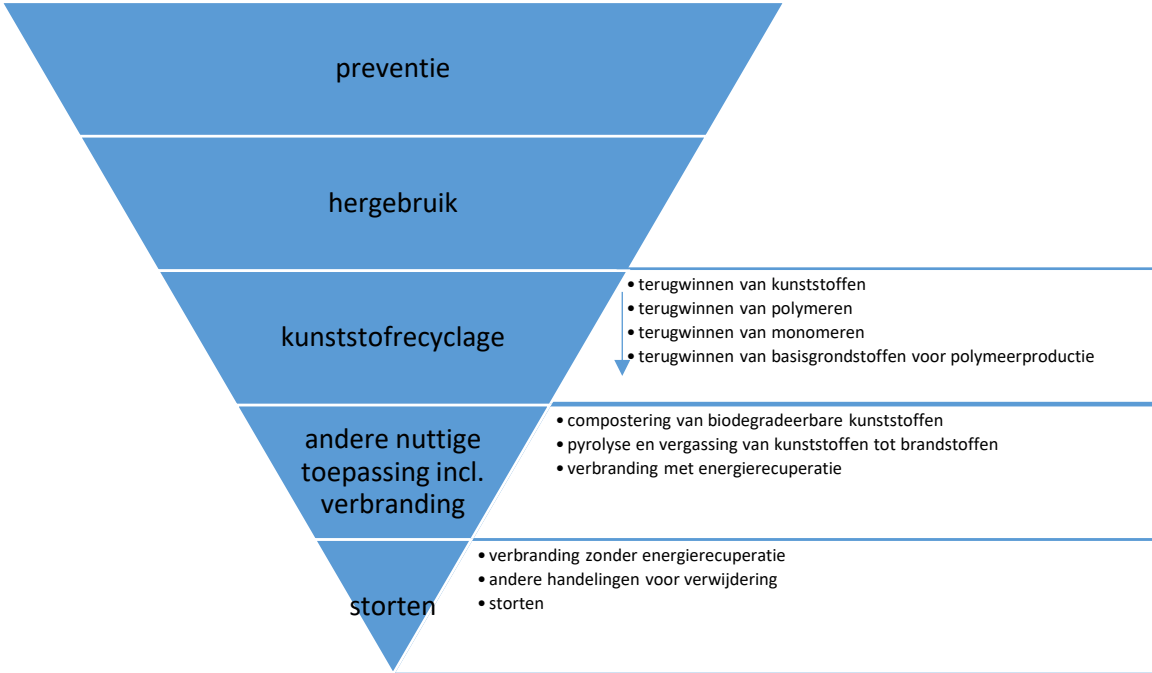 preventie
hergebruik
kunststofrecyclage
• terugwinnen van kunststoffen
• terugwinnen van polymeren
• terugwinnen van monomeren
• terugwinnen van basisgrondstoffen voor polymeerproductie
andere nuttige
toepassing incl.
verbranding
• compostering van biodegradeerbare kunststoffen
• pyrolyse en vergassing van kunststoffen tot brandstoffen
• verbranding met energierecuperatie
storten
• verbranding zonder energierecuperatie
• andere handelingen voor verwijdering
• storten